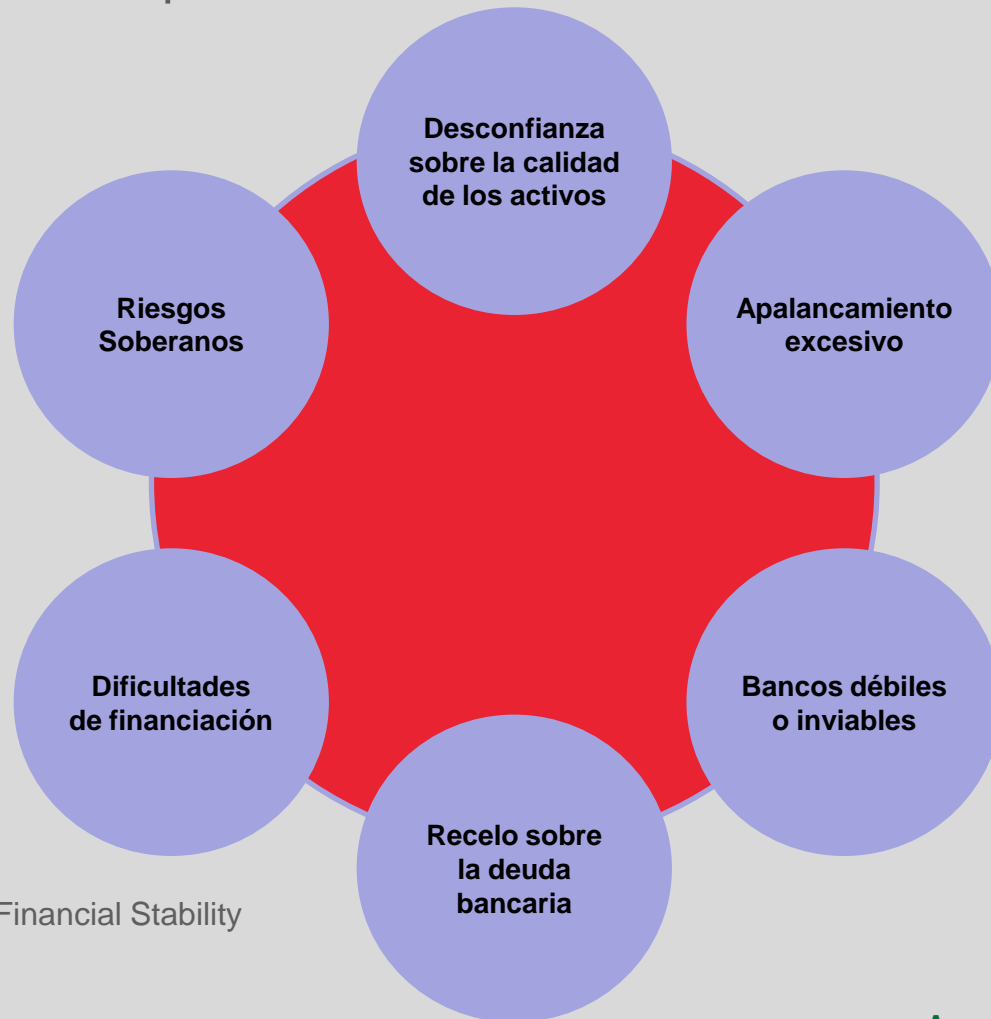 Desconfianza
sobre la calidad
de los activos
Riesgos
Soberanos
Apalancamiento
excesivo
Dificultades
de financiación
Bancos débiles
o inviables
Recelo sobre
la deuda
bancaria
Financial Stability